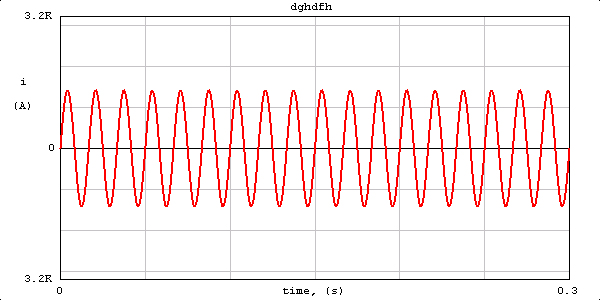 dghdfh
3.2K
i
(A)
0
3.2K
0
time, (s)
0.3